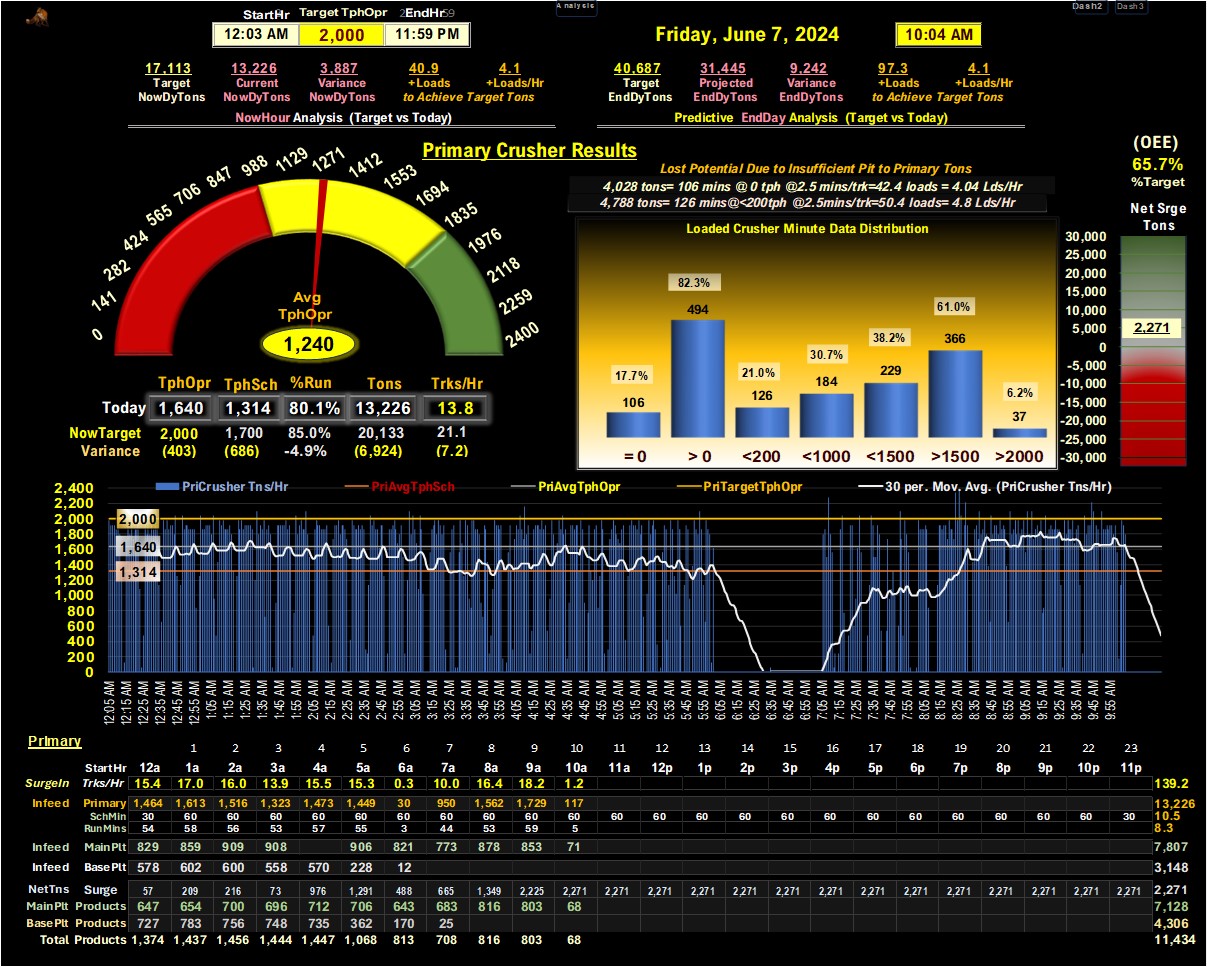 Analysis
Dash2 Dash3
StartHr Target TphOpr EndHr
12:03 AM 2,000 11:59 PM
Friday, June 7, 2024 10:04 AM
17,113 13,226 3,887 40.9 4.1
Target Current Variance +Loads +Loads/Hr
NowDyTons NowDyTons NowDyTons to Achieve Target Tons
NowHour Analysis (Target vs Today)
40,687 31,445 9,242 97.3 4.1
Target Projected Variance +Loads +Loads/Hr
EndDyTons EndDyTons EndDyTons to Achieve Target Tons
Predictive EndDay Analysis (Target vs Today)
Primary Crusher Results
0 141 282 424 565 706 847 988 1129 1271 1412 1553 1694 1835 1976 2118 2259 2400
Avg
TphOpr
1,240
TphOpr TphSch %Run Tons Trks/Hr
Today 1,640 1,314 80.1% 13,226 13.8
NowTarget 2,000 1,700 85.0% 20,133 21.1
Variance (403) (686) -4.9% (6,924) (7.2)
Lost Potential Due to Insufficient Pit to Primary Tons
4,028 tons= 106 mins @ 0 tph @2.5 mins/trk=42.4 loads = 4.04 Lds/Hr
4,788 tons= 126 mins@<200tph @2.5mins/trk=50.4 loads= 4.8 Lds/Hr
Loaded Crusher Minute Data Distribution
17.7% 82.3% 21.0% 30.7% 38.2% 61.0% 6.2%
106 494 126 184 229 366 37
= 0 > 0 <200 <1000 <1500 >1500 >2000
(OEE)
65.7%
%Target
Net Srge
Tons
30,000
25,000
20,000
15,000
10,000
5,000
0
-5,000
-10,000
-15,000
-20,000
-25,000
-30,000
2,271
PriCrusher Tns/Hr PriAvgTphSch PriAvgTphOpr PriTargetTphOpr 30 per. Mov. Avg. (PriCrusher Tns/Hr)
2,400
2,200
2,000
1,800
1,600
1,400
1,200
1,000
800
600
400
200
0
2,000
1,640
1,314
12:05 AM 12:15 AM 12:25 AM 12:35 AM 12:45 AM 12:55 AM 1:05 AM 1:15 AM 1:25 AM 1:35 AM 1:45 AM 1:55 AM 2:05 AM 2:15 AM 2:25 AM 2:35 AM 2:45 AM 2:55 AM 3:05 AM 3:15 AM 3:25 AM 3:35 AM 3:45 AM 3:55 AM 4:05 AM 4:15 AM 4:25 AM 4:35 AM 4:45 AM 4:55 AM 5:05 AM 5:15 AM 5:25 AM 5:35 AM 5:45 AM 5:55 AM 6:05 AM 6:15 AM 6:25 AM 6:35 AM 6:45 AM 6:55 AM 7:05 AM 7:15 AM 7:25 AM 7:35 AM 7:45 AM 7:55 AM 8:05 AM 8:15 AM 8:25 AM 8:35 AM 8:45 AM 8:55 AM 9:05 AM 9:15 AM 9:25 AM 9:35 AM 9:45 AM 9:55 AM
Primary
1 2 3 4 5 6 7 8 9 10 11 12 13 14 15 16 17 18 19 20 21 22 23
StartHr 12a 1a 2a 3a 4a 5a 6a 7a 8a 9a 10a 11a 12p 1p 2p 3p 4p 5p 6p 7p 8p 9p 10p 11p
SurgeIn Trks/Hr 15.4 17.0 16.0 13.9 15.5 15.3 0.3 10.0 16.4 18.2 1.2 139.2
Infeed Primary 1,464 1,613 1,516 1,323 1,473 1,449 30 950 1,562 1,729 117 13,226
SchMin 30 60 60 60 60 60 60 60 60 60 60 60 60 60 60 60 60 60 60 60 60 60 60 30 10.5
RunMins 54 58 56 53 57 55 3 44 53 59 5 8.3
Infeed MainPlt 829 859 909 908 906 821 773 878 853 71 7,807
Infeed BasePlt 578 602 600 558 570 228 12 3,148
NetTns Surge 57 209 216 73 976 1,291 488 665 1,349 2,225 2,271 2,271 2,271 2,271 2,271 2,271 2,271 2,271 2,271 2,271 2,271 2,271 2,271 2,271 2,271
MainPlt Products 647 654 700 696 712 706 643 683 816 803 68 7,128
BasePlt Products 727 783 756 748 735 362 170 25 4,306
Total Products 1,374 1,437 1,456 1,444 1,447 1,068 813 708 816 803 68 11,434